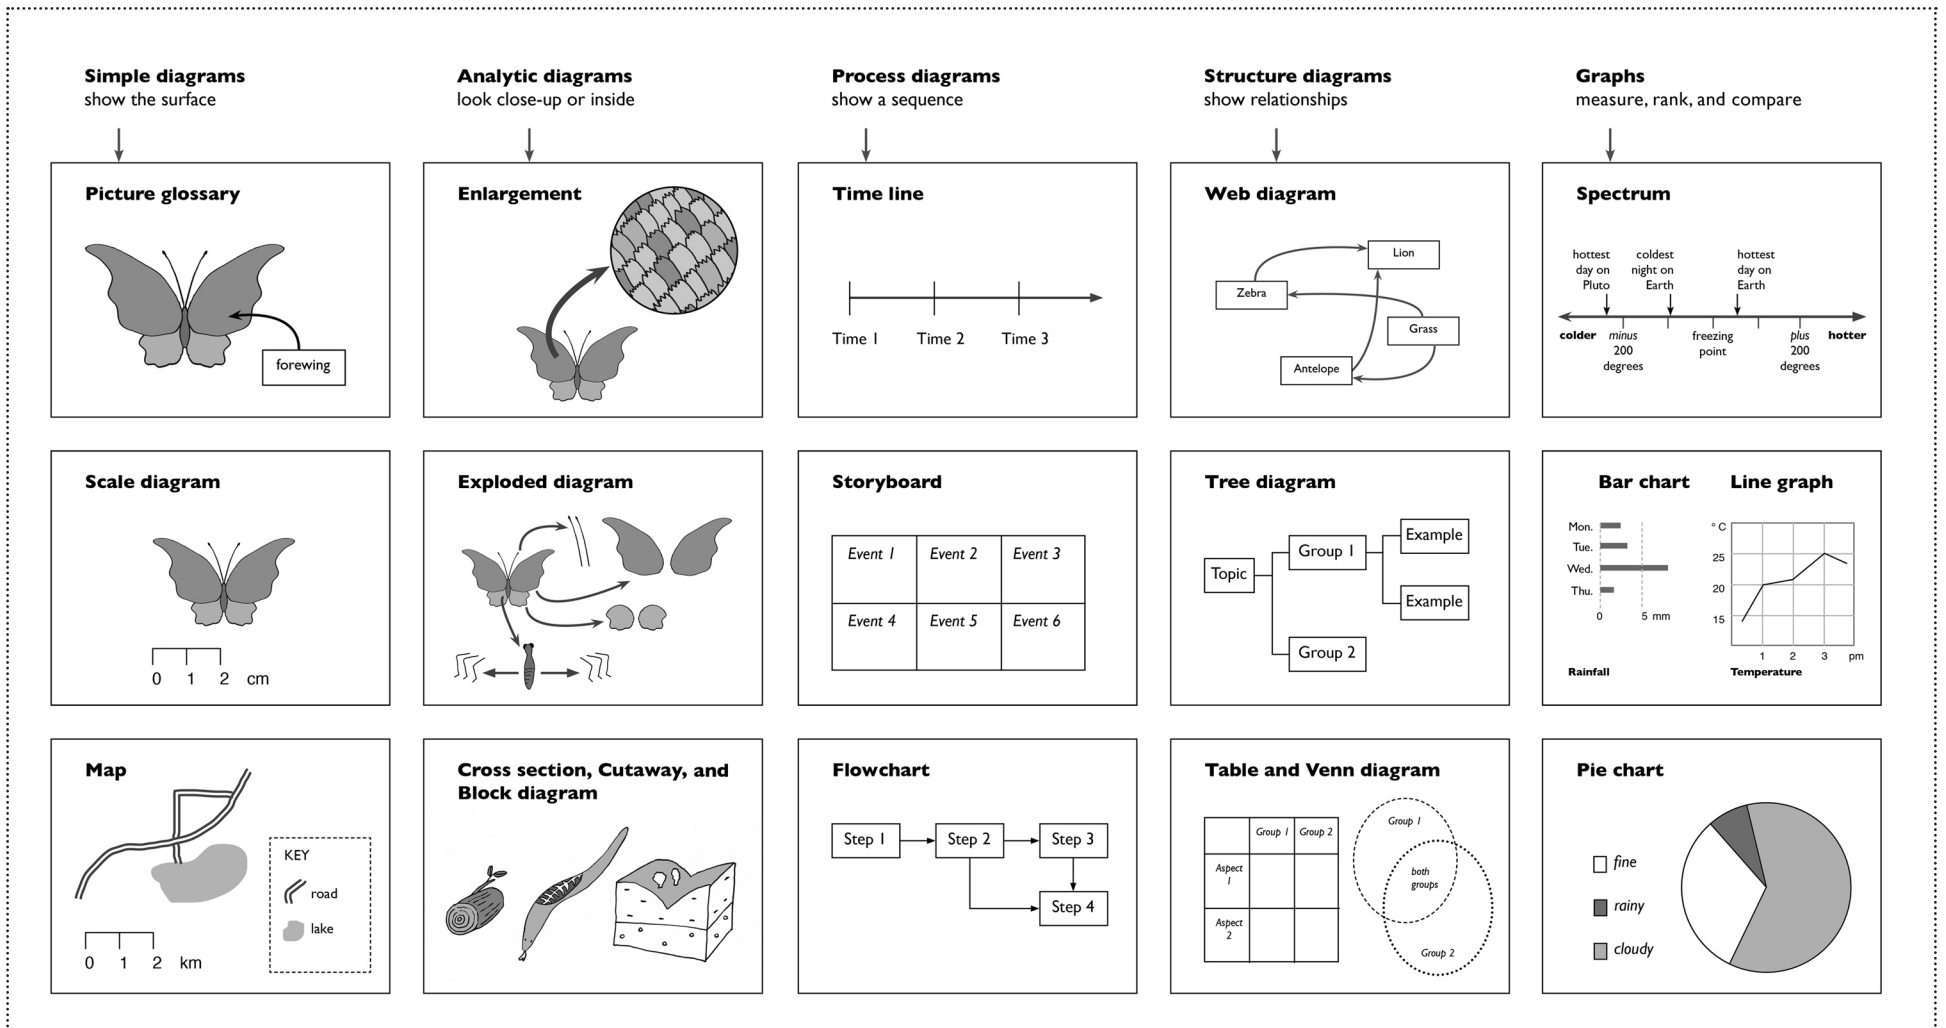 Simple diagrams
show the surface
Analytic diagrams
look close-up or inside
Process diagrams
show a sequence
Structure diagrams
show relationships
Graphs
measure, rank, and compare
Picture glossary
forewing
Enlargement
Time line
Time 1
Time 2
Time 3
Web diagram
Lion
Zebra
Grass
Antelope
Spectrum
hottest
day on
Pluto
coldest
night on
Earth
hottest
day on
Earth
colder
minus
200
degrees
freezing
point
plus
200
degrees
hotter
Scale diagram
0 1 2 cm
Exploded diagram
Storyboard
Event 1
Event 2
Event 3
Event 4
Event 5
Event 6
Tree diagram
Topic
Group 1
Example
Example
Group 2
Bar chart
Mon.
Tue.
Wed.
Thu.
0 5 mm
Rainfall
Line graph
° C
25
20
15
1 2 3 pm
Temperature
Map
KEY
road
lake
0 1 2 km
Cross section, Cutaway, and
Block diagram
Flowchart
Step 1
Step 2
Step 3
Step 4
Table and Venn diagram
Group 1
Group 2
Aspect
1
Aspect
2
Group 1
both
groups
Group 2
Pie chart
fine
rainy
cloudy